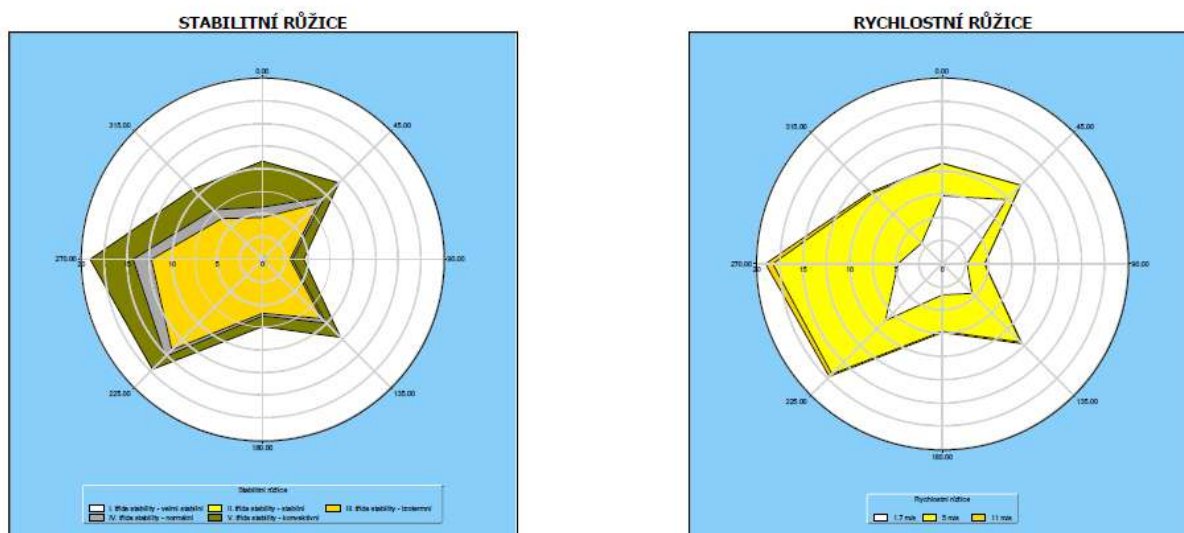 STABILITNÍ RŮŽICE
0.00
315.00
45.00
270.00
20
15
10
5
0
90.00
225.00
135.00
180.00
Stabilitní růžice
I. třída stability - velmi stabilní
II. třída stability - stabilní
III. třída stability - izotermní
IV. třída stability - normální
V. třída stability - konvektivní
RYCHLOSTNÍ RŮŽICE
0.00
315.00
45.00
270.00
20
15
10
5
0
90.00
225.00
135.00
180.00
Rychlostní růžice
1.7 m/s
5 m/s
11 m/s